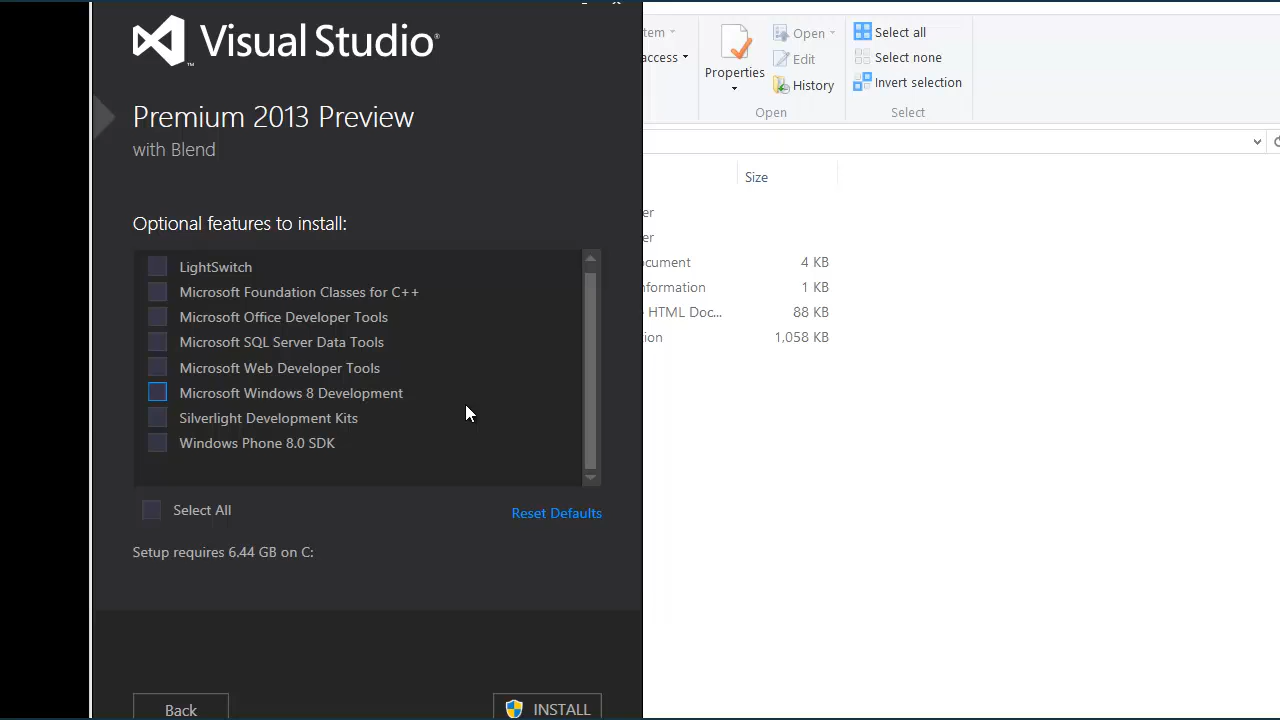 Visual Studio®
™
Premium 2013 Preview
with Blend
Optional features to install:
LightSwitch
Microsoft Foundation Classes for C++
Microsoft Office Developer Tools
Microsoft SQL Server Data Tools
Microsoft Web Developer Tools
Microsoft Windows 8 Development
Silverlight Development Kits
Windows Phone 8.0 SDK
Select All
Reset Defaults
Setup requires 6.44 GB on C:
Back
INSTALL
tem
access
Properties
Open
Edit
History
Open
Select all
Select none
Invert selection
Select
Size
er
er
ocument 4 KB
nformation 1 KB
HTML Doc... 88 KB
ion 1,058 KB